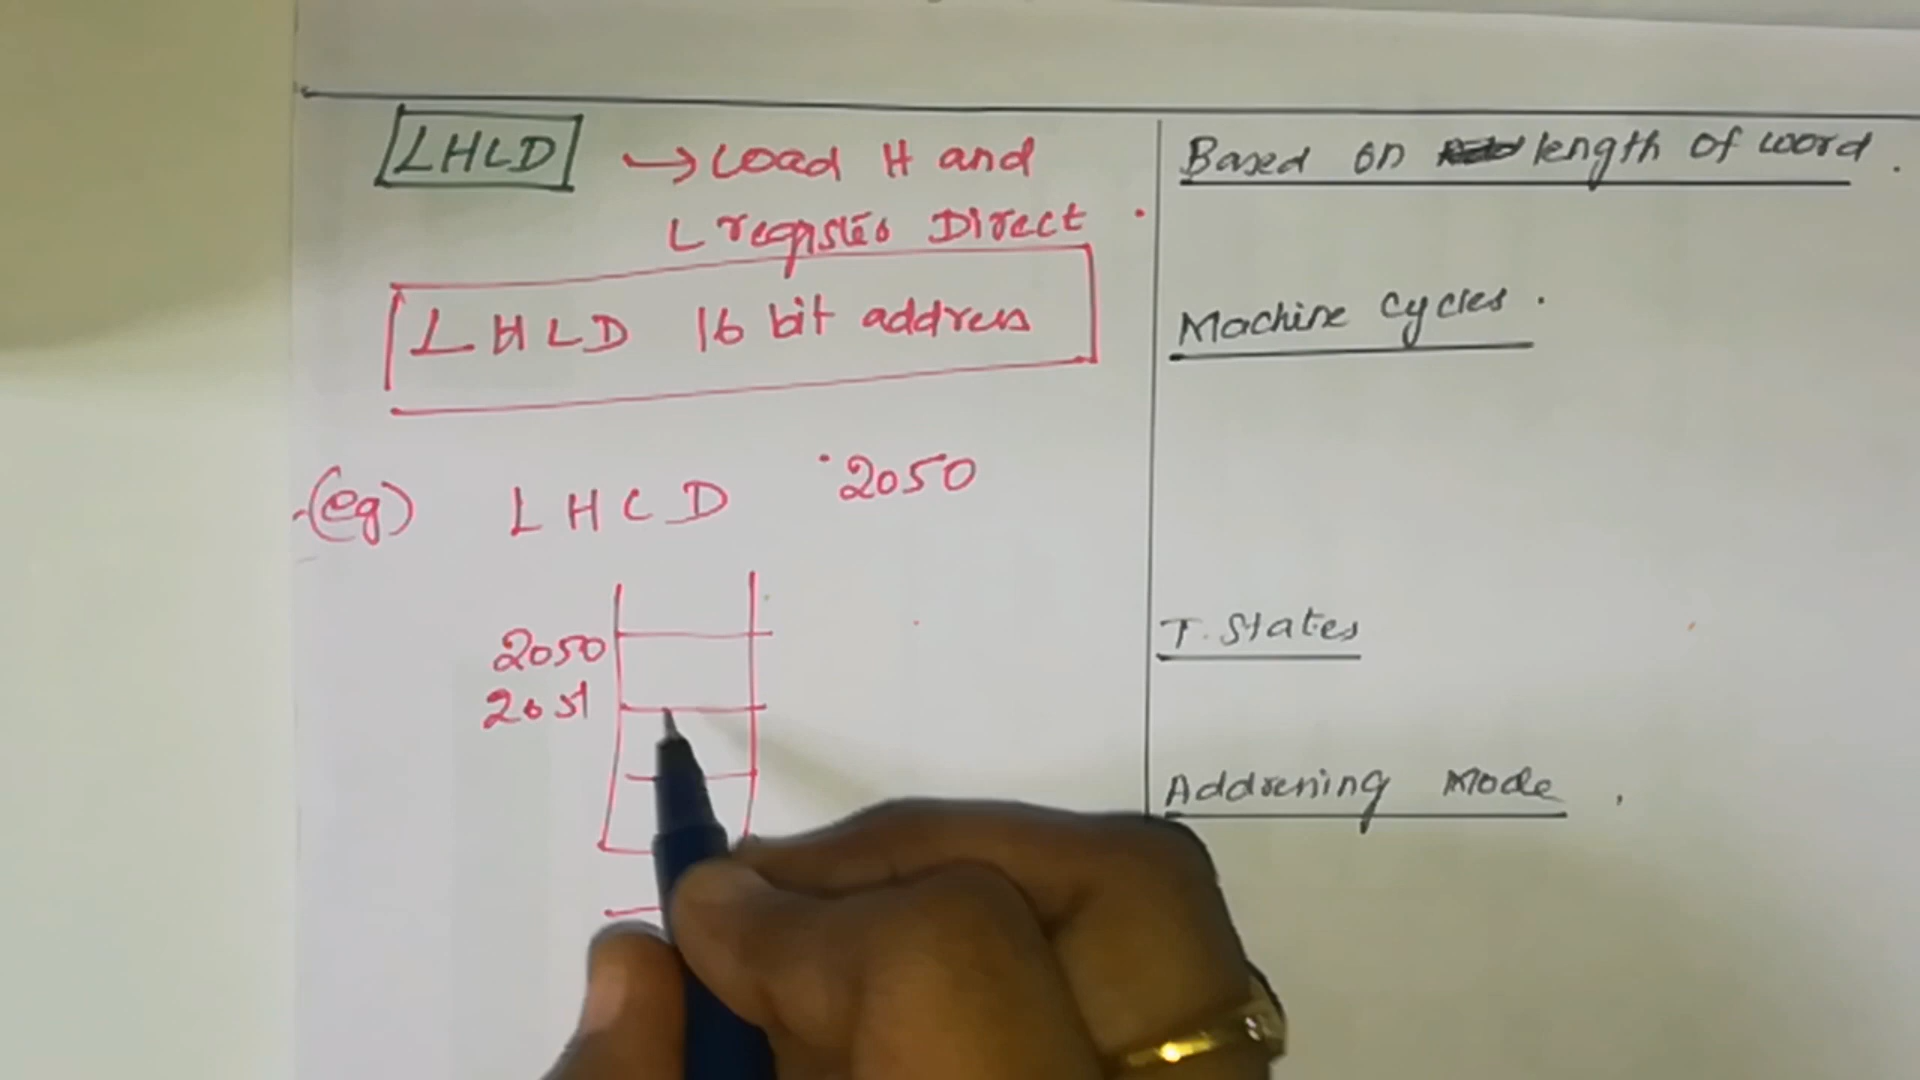 LHLD → Load H and
L register Direct.
LHLD 16 bit address
(eg) LHLD 2050
2050
2051
Based on length of word.
Machine cycles.
T. States
Addressing Mode.